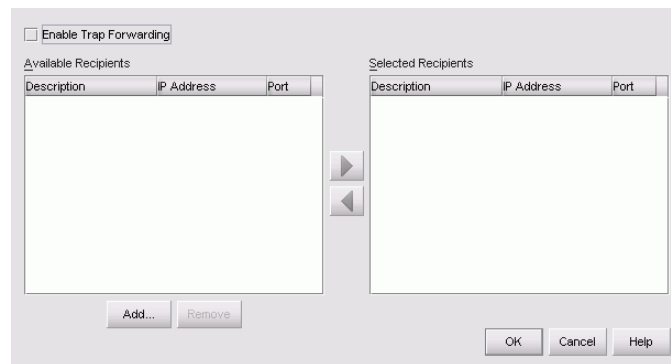 Enable Trap Forwarding
Available Recipients
Description IP Address Port
Selected Recipients
Description IP Address Port
Add... Remove
OK Cancel Help